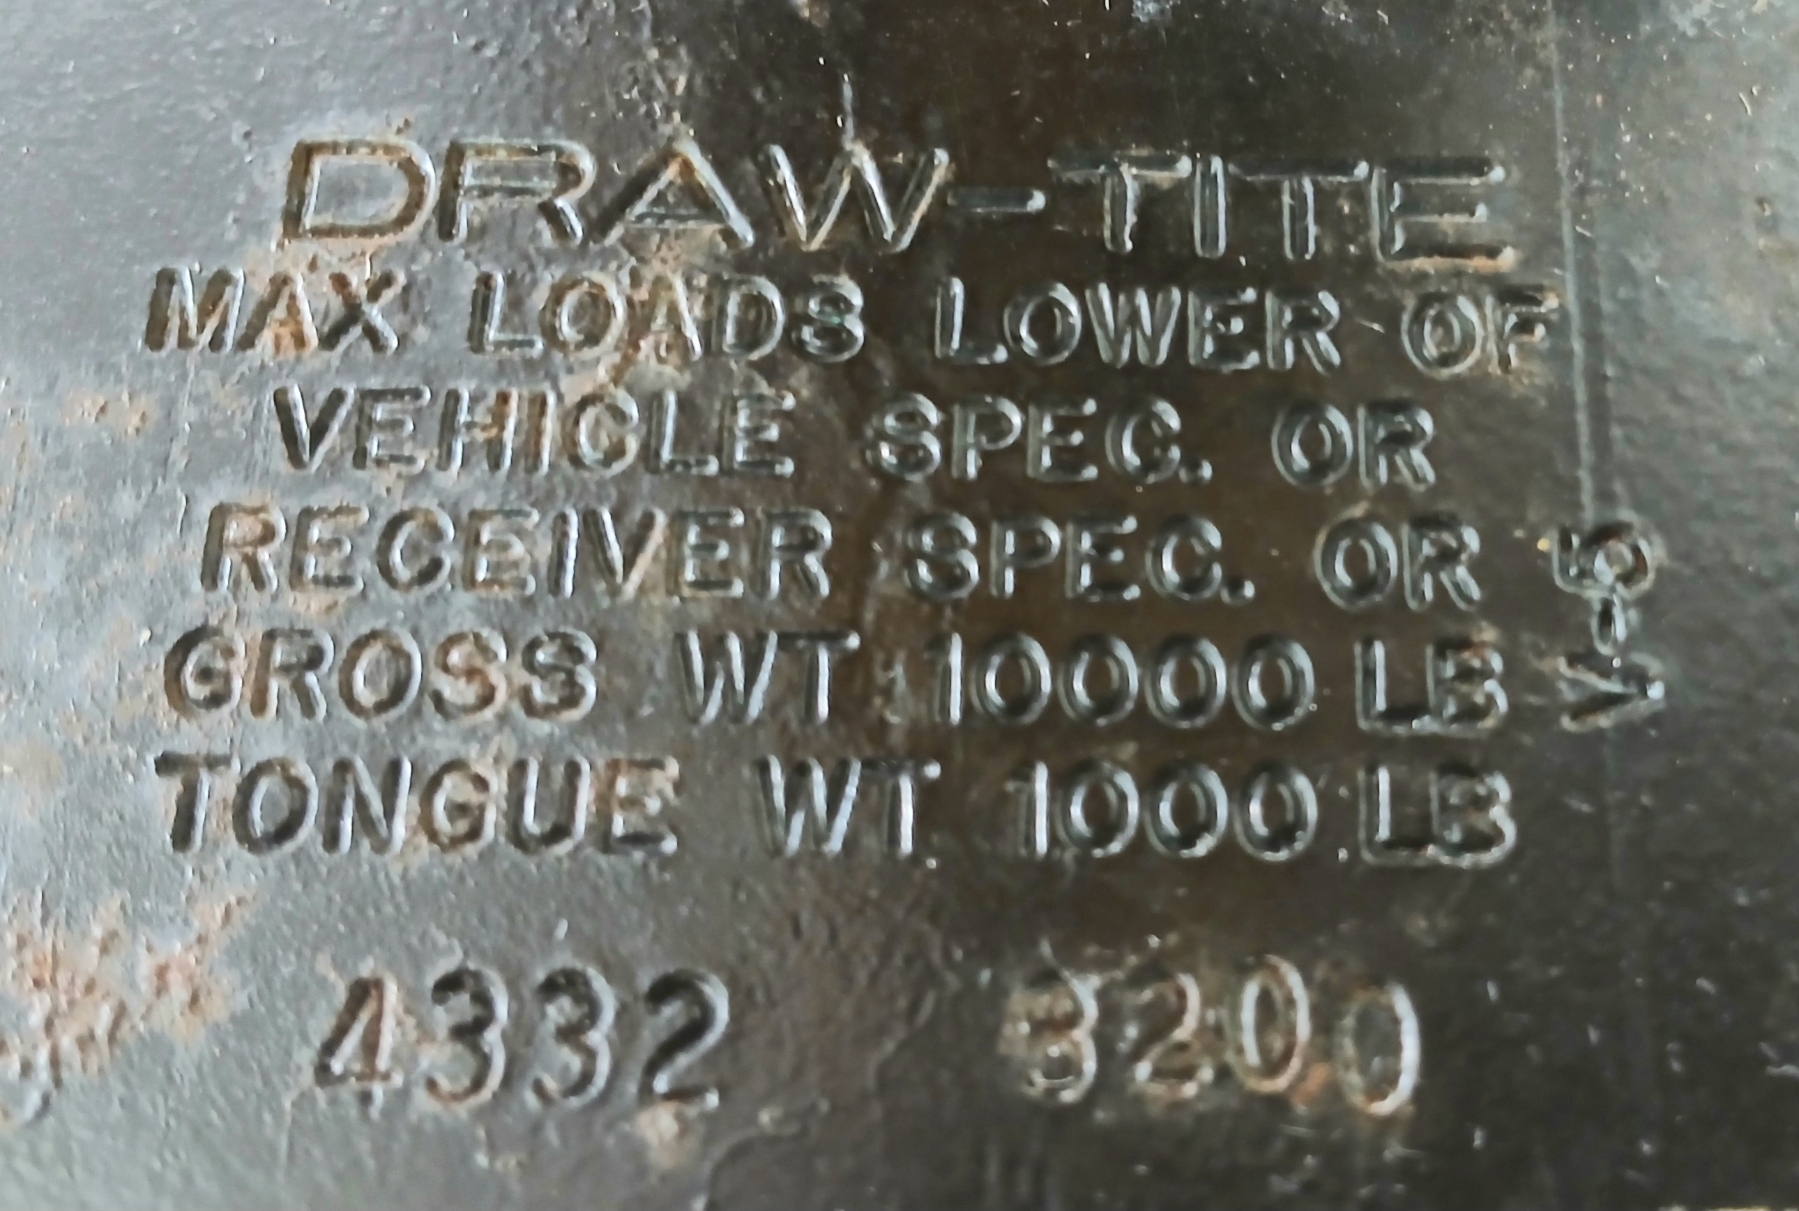 DRAW-TITE
MAX LOADS LOWER OF
VEHICLE SPEC. OR
RECEIVER SPEC. OR
GROSS WT 10000 LB
TONGUE WT 1000 LB
V-5
4332 3200